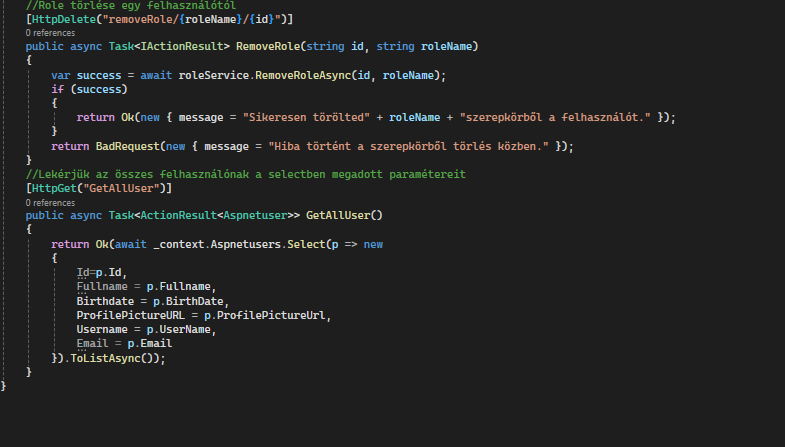 //Role törlése egy felhasználótól
[HttpDelete("removeRole/{roleName}/{id}")]
0 references
public async Task<IActionResult> RemoveRole(string id, string roleName)
{
var success = await roleService.RemoveRoleAsync(id, roleName);
if (success)
{
return Ok(new { message = "Sikeresen törölted" + roleName + "szerepkörből a felhasználót." });
}
return BadRequest(new { message = "Hiba történt a szerepkörből törlés közben." });
}
//Lekérjük az összes felhasználónak a selectben megadott paramétereit
[HttpGet("GetAllUser")]
0 references
public async Task<ActionResult<Aspnetuser>> GetAllUser()
{
return Ok(await _context.Aspnetusers.Select(p => new
{
Id=p.Id,
Fullname = p.Fullname,
Birthdate = p.BirthDate,
ProfilePictureURL = p.ProfilePictureUrl,
Username = p.UserName,
Email = p.Email
}).ToListAsync());
}
}